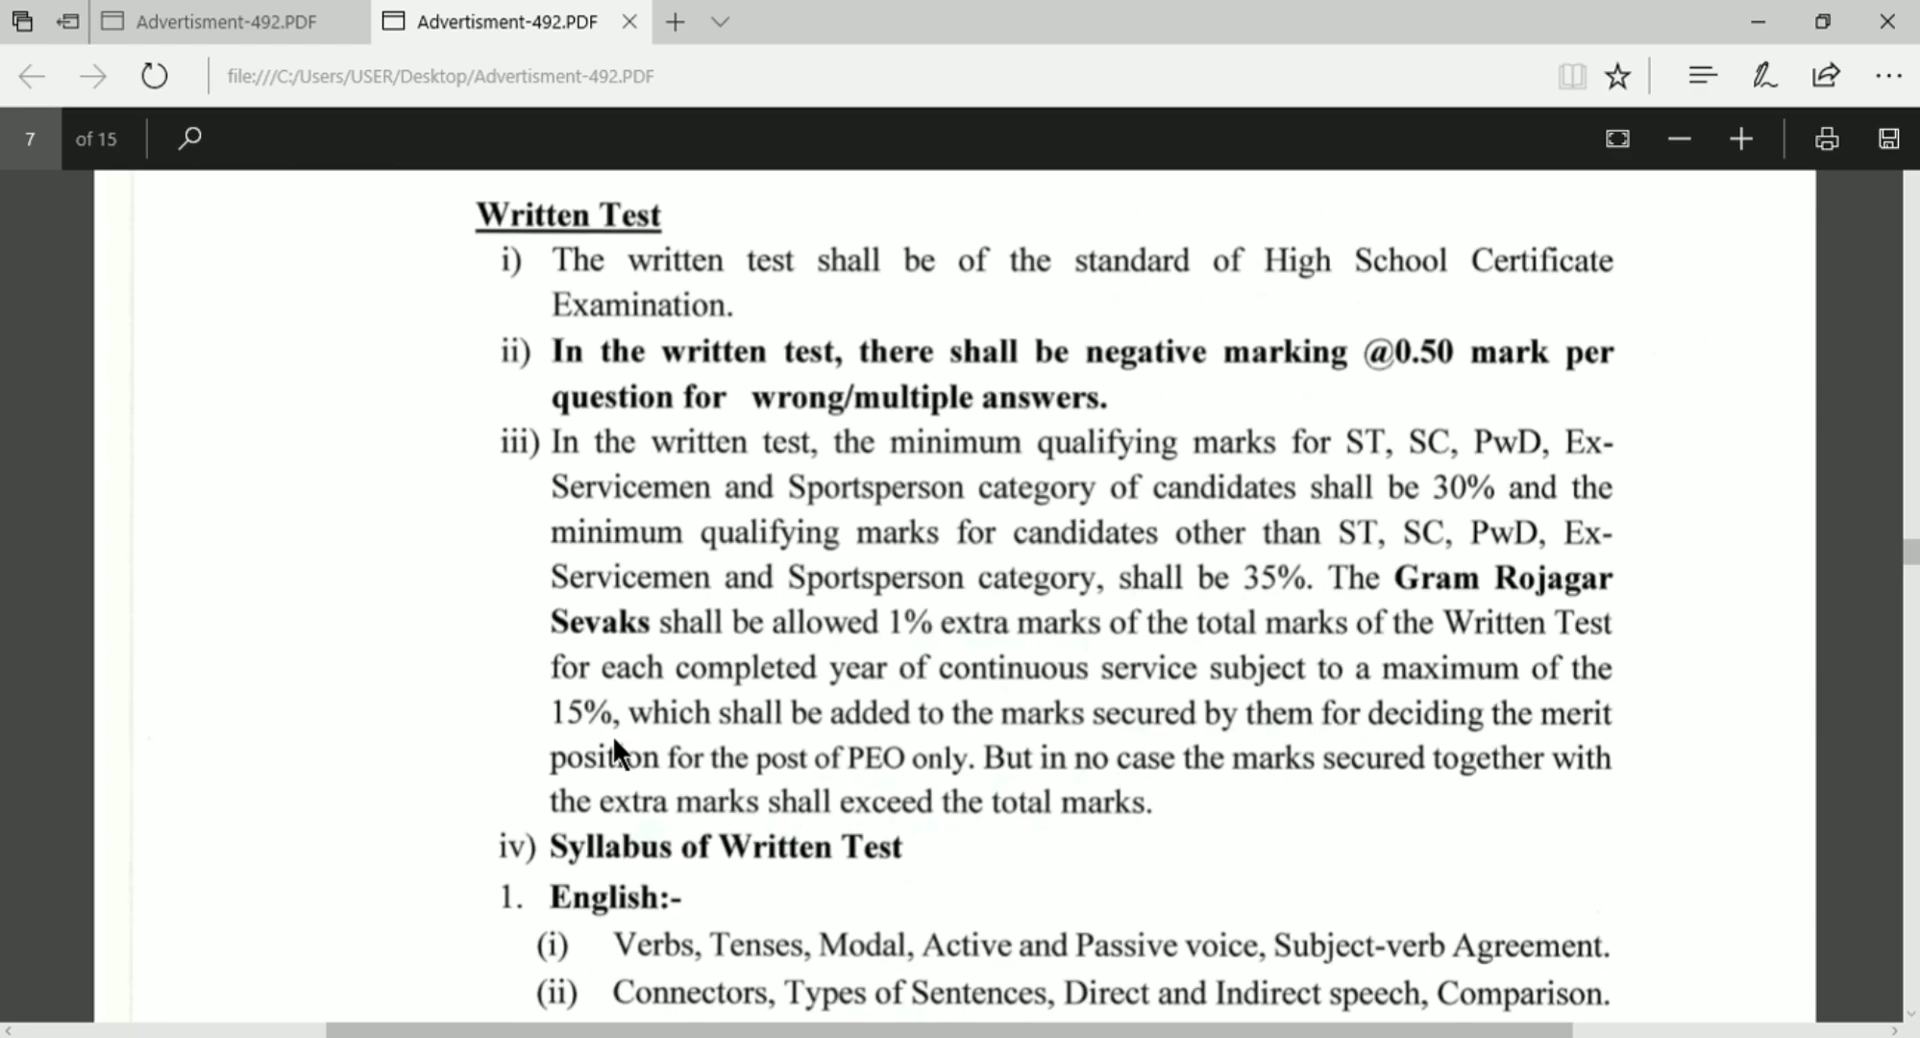 Advertisment-492.PDF
Advertisment-492.PDF
file:///C:/Users/USER/Desktop/Advertisment-492.PDF
7 of 15
Written Test
i) The written test shall be of the standard of High School Certificate
Examination.
ii) In the written test, there shall be negative marking @0.50 mark per
question for wrong/multiple answers.
iii) In the written test, the minimum qualifying marks for ST, SC, PwD, Ex-
Servicemen and Sportsperson category of candidates shall be 30% and the
minimum qualifying marks for candidates other than ST, SC, PwD, Ex-
Servicemen and Sportsperson category, shall be 35%. The Gram Rojagar
Sevaks shall be allowed 1% extra marks of the total marks of the Written Test
for each completed year of continuous service subject to a maximum of the
15%, which shall be added to the marks secured by them for deciding the merit
position for the post of PEO only. But in no case the marks secured together with
the extra marks shall exceed the total marks.
iv) Syllabus of Written Test
1. English:-
(i) Verbs, Tenses, Modal, Active and Passive voice, Subject-verb Agreement.
(ii) Connectors, Types of Sentences, Direct and Indirect speech, Comparison.